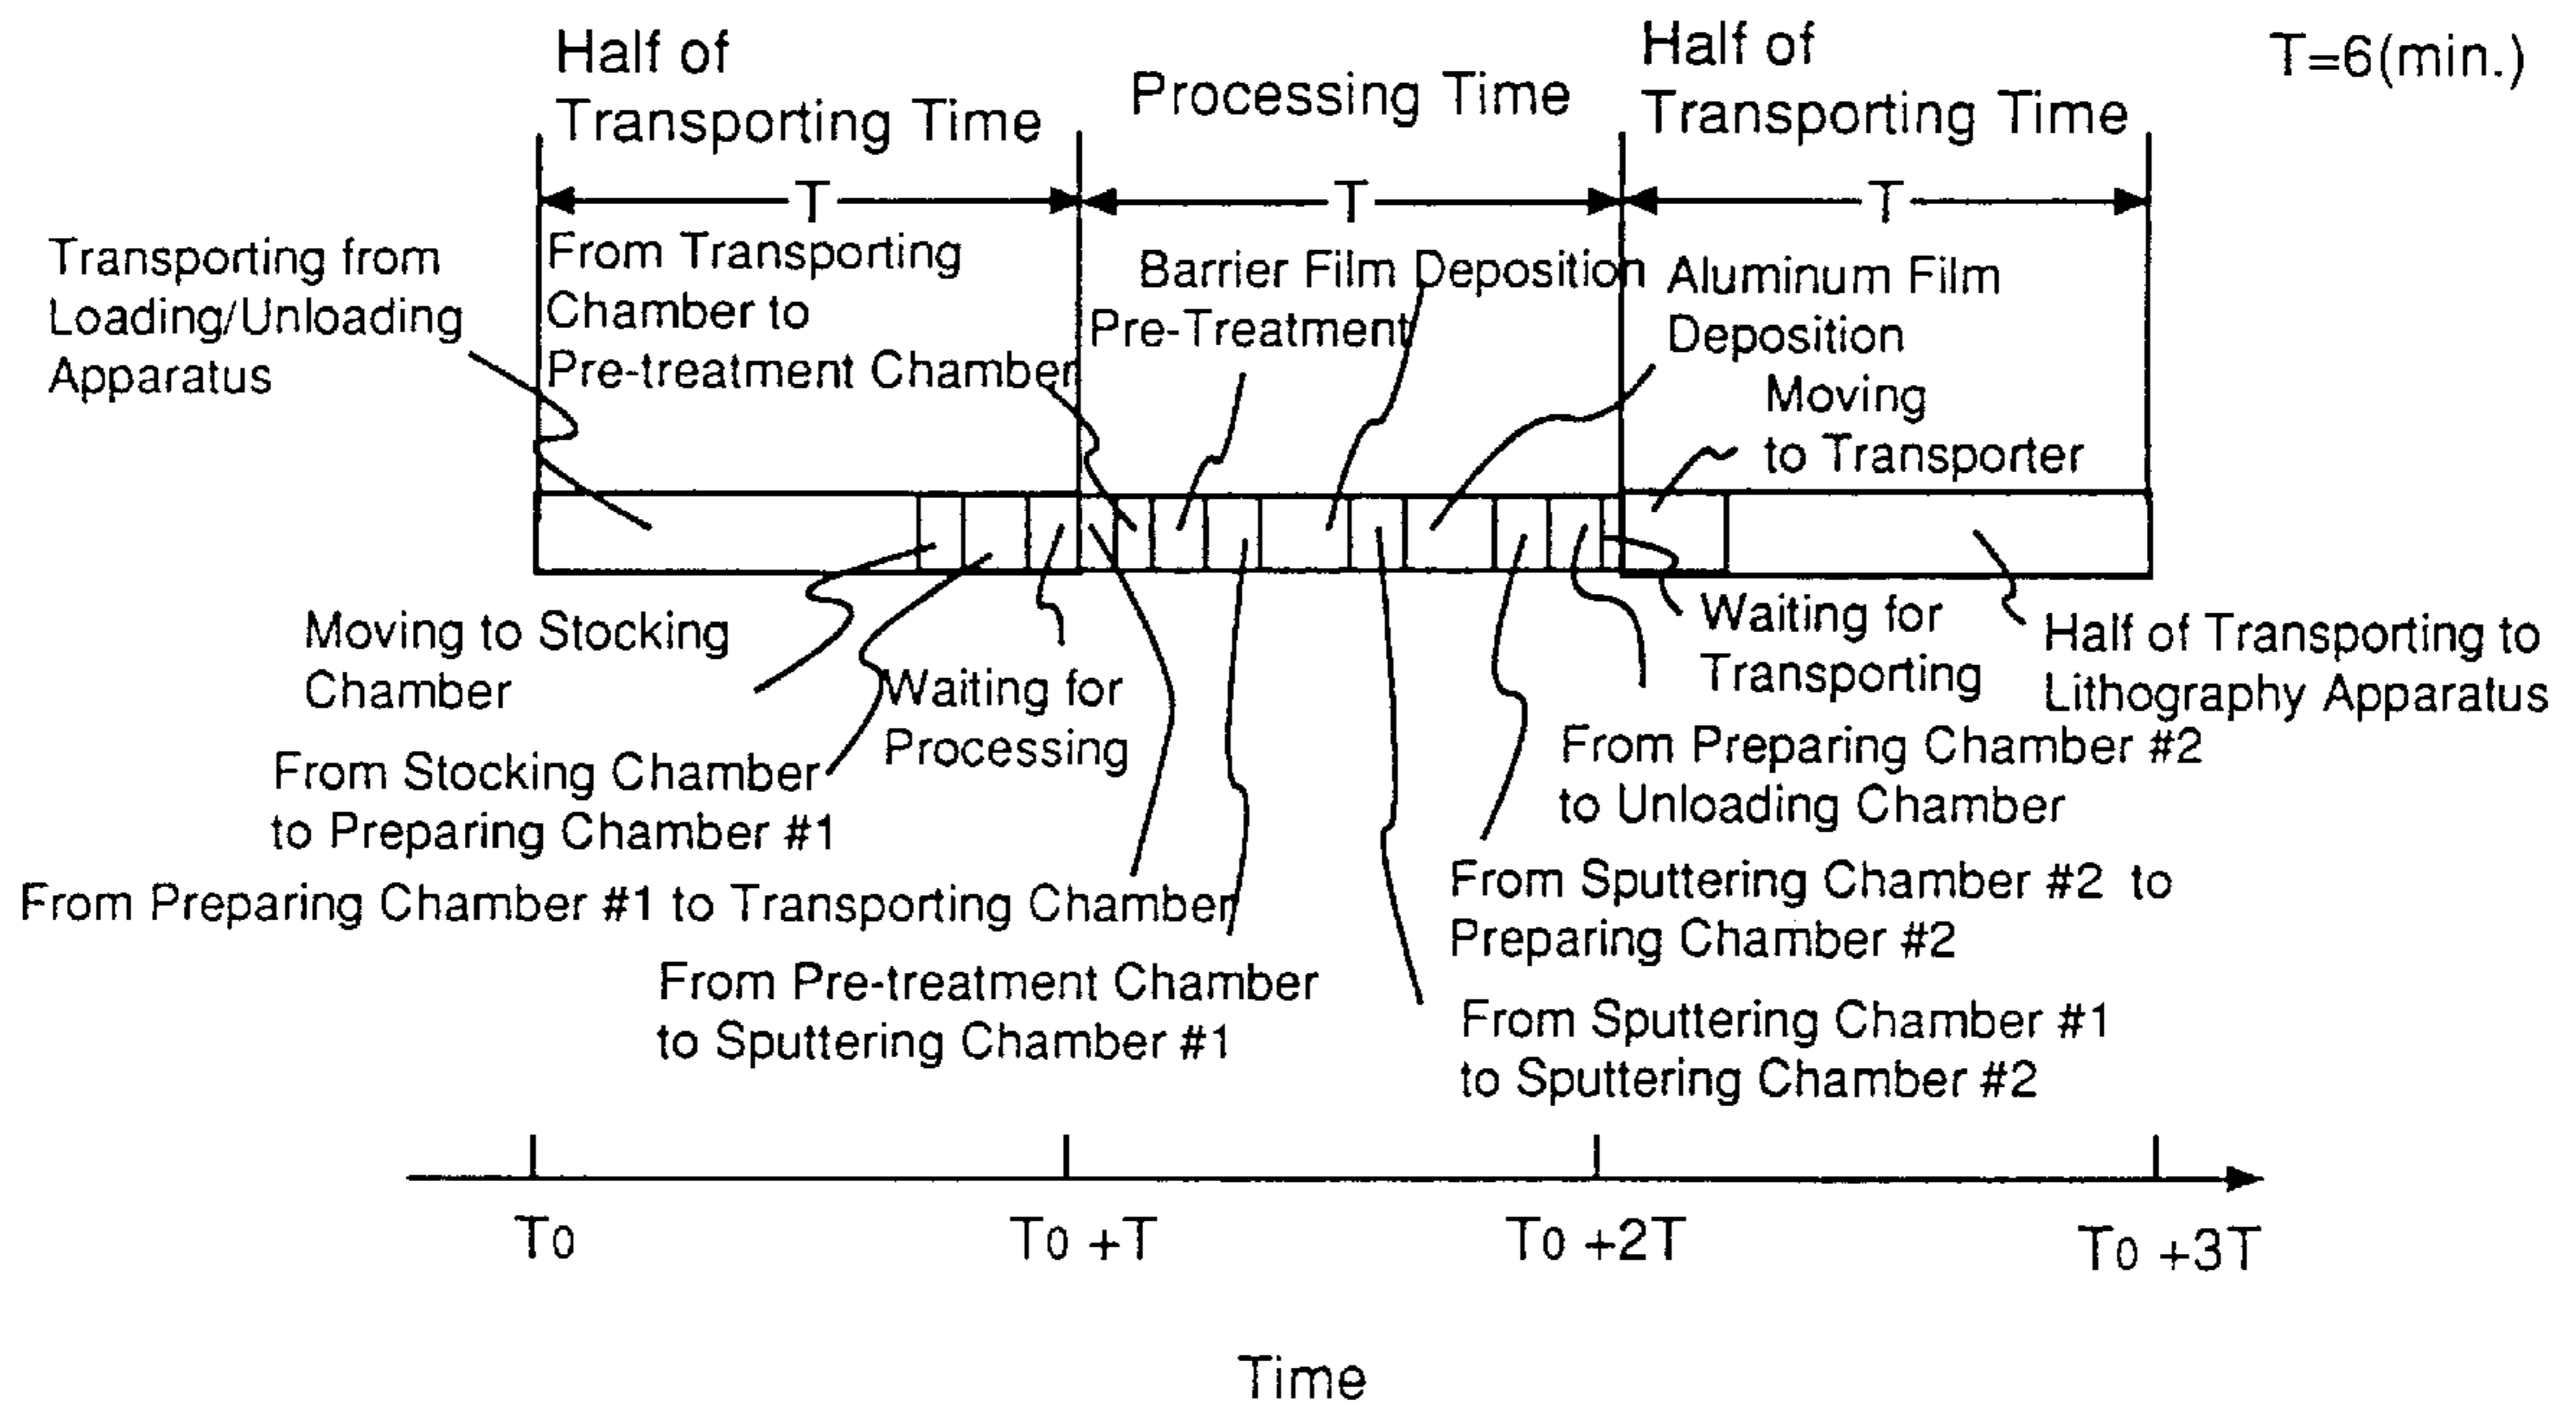 Half of
Transporting Time
Processing Time
Half of
Transporting Time
T=6(min.)
T
T
T
Transporting from
Loading/Unloading
Apparatus
From Transporting
Chamber to
Pre-treatment Chamber
Barrier Film Deposition
Pre-Treatment
Aluminum Film
Deposition
Moving
to Transporter
Moving to Stocking
Chamber
Waiting for
Processing
Waiting for
Transporting
Half of Transporting to
Lithography Apparatus
From Stocking Chamber
to Preparing Chamber #1
From Preparing Chamber #2
to Unloading Chamber
From Preparing Chamber #1 to Transporting Chamber
From Sputtering Chamber #2 to
Preparing Chamber #2
From Pre-treatment Chamber
to Sputtering Chamber #1
From Sputtering Chamber #1
to Sputtering Chamber #2
T0
T0 +T
T0 +2T
T0 +3T
Time